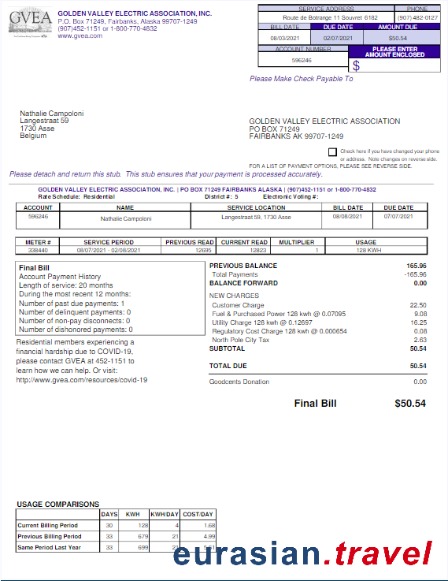 GVEA
GOLDEN VALLEY ELECTRIC ASSOCIATION, INC.
P.O. Box 71249, Fairbanks, Alaska 99707-1249
(907)452-1151 or 1-800-770-4832
www.gvea.com
SERVICE ADDRESS PHONE
Route de Botrange 11 Souvret 6182 (907)482-0127
BILL DATE DUE DATE AMOUNT DUE
08/03/2021 02/07/2021 $50.54
ACCOUNT NUMBER PLEASE ENTER AMOUNT ENCLOSED
596246 $
Please Make Check Payable To
Nathalie Campoloni
Langestraat 59
1730 Asse
Belgium
GOLDEN VALLEY ELECTRIC ASSOCIATION
PO BOX 71249
FAIRBANKS AK 99707-1249
Check here if you have changed your phone
or address. Note changes on reverse side.
FOR A LIST OF PAYMENT OPTIONS, PLEASE SEE REVERSE SIDE.
Please detach and return this stub. This stub ensures that your payment is processed accurately.
GOLDEN VALLEY ELECTRIC ASSOCIATION, INC. | PO BOX 71249 FAIRBANKS ALASKA | (907)452-1151 or 1-800-770-4832
Rate Schedule: Residential District #: 5 Electronic Voting #:
ACCOUNT NAME SERVICE LOCATION BILL DATE DUE DATE
596246 Nathalie Campoloni Langestraat 59, 1730 Asse 08/08/2021 07/07/2021
METER # SERVICE PERIOD PREVIOUS READ CURRENT READ MULTIPLIER USAGE
338440 08/07/2021 - 02/08/2021 12695 12823 1 128 KWH
Final Bill
Account Payment History
Length of service: 20 months
During the most recent 12 months:
Number of past due payments: 1
Number of delinquent payments: 0
Number of non-pay disconnects: 0
Number of dishonored payments: 0
Residential members experiencing a
financial hardship due to COVID-19,
please contact GVEA at 452-1151 to
learn how we can help. Or visit:
http://www.gvea.com/resources/covid-19
PREVIOUS BALANCE 165.96
Total Payments -165.96
BALANCE FORWARD 0.00
NEW CHARGES
Customer Charge 22.50
Fuel & Purchased Power 128 kwh @ 0.07095 9.08
Utility Charge 128 kwh @ 0.12697 16.25
Regulatory Cost Charge 128 kwh @ 0.000654 0.08
North Pole City Tax 2.63
SUBTOTAL 50.54
TOTAL DUE 50.54
Goodcents Donation 0.00
Final Bill $50.54
USAGE COMPARISONS
DAYS KWH KWH/DAY COST/DAY
Current Billing Period 30 128 4 1.68
Previous Billing Period 33 679 21 4.99
Same Period Last Year 33 699
eurasian.travel